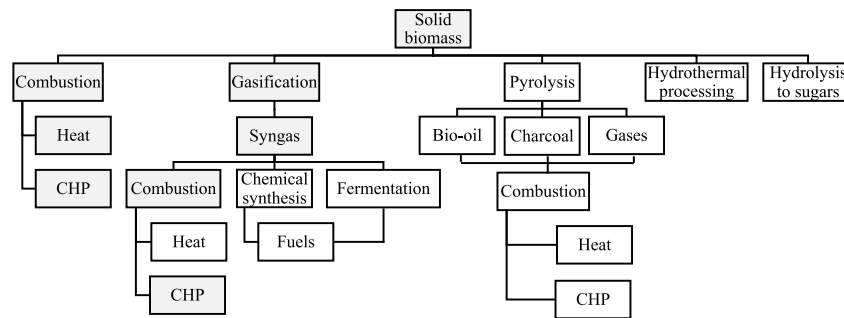 Solid
biomass
Combustion
Gasification
Pyrolysis
Hydrothermal
processing
Hydrolysis
to sugars
Heat
CHP
Syngas
Combustion
Chemical
synthesis
Fermentation
Heat
Fuels
CHP
Bio-oil
Charcoal
Gases
Combustion
Heat
CHP